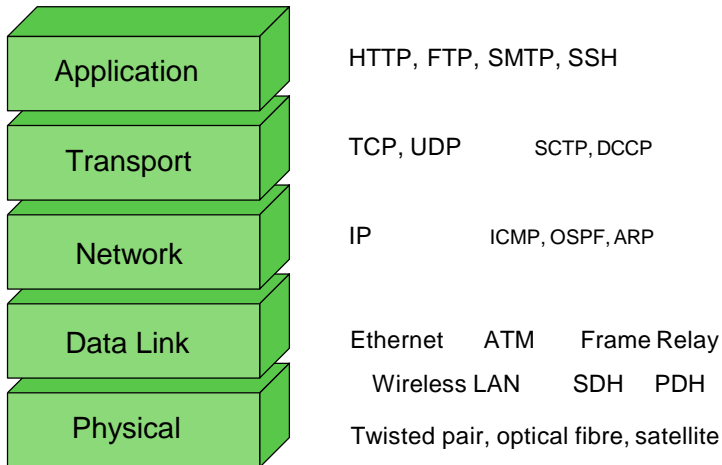 Application HTTP, FTP, SMTP, SSH
Transport TCP, UDP SCTP, DCCP
Network IP ICMP, OSPF, ARP
Data Link Ethernet ATM Frame Relay
Wireless LAN SDH PDH
Physical Twisted pair, optical fibre, satellite